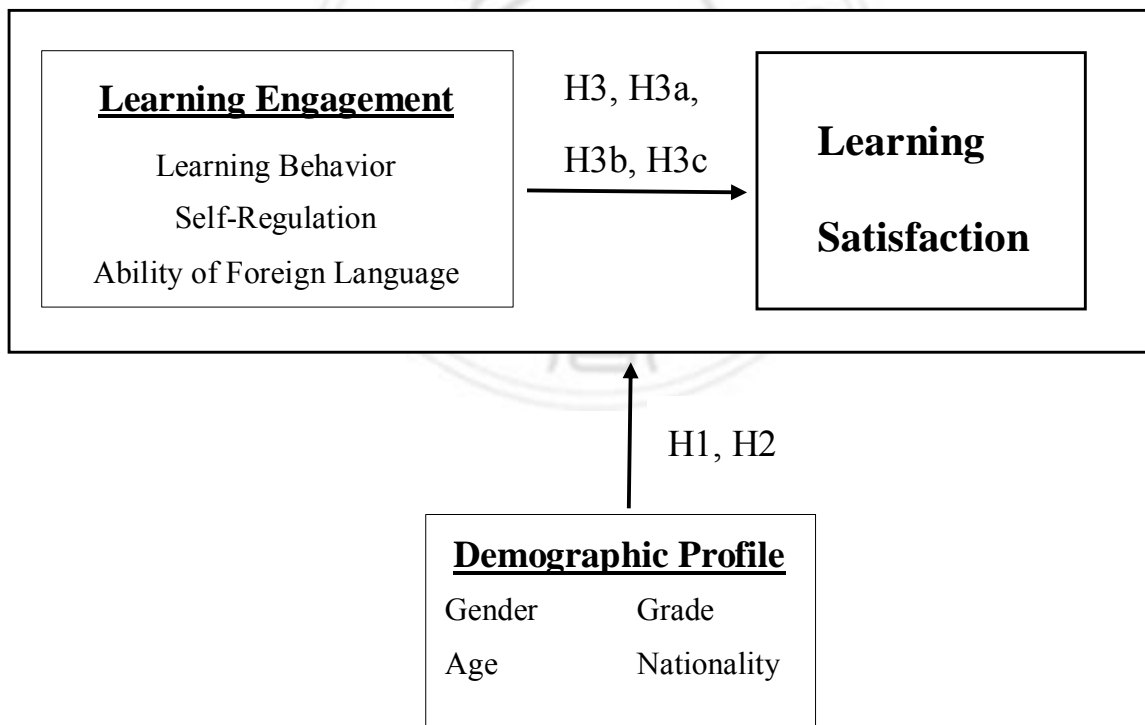 Learning Engagement
Learning Behavior
Self-Regulation
Ability of Foreign Language
H3, H3a,
H3b, H3c
Learning
Satisfaction
H1, H2
Demographic Profile
Gender Grade
Age Nationality